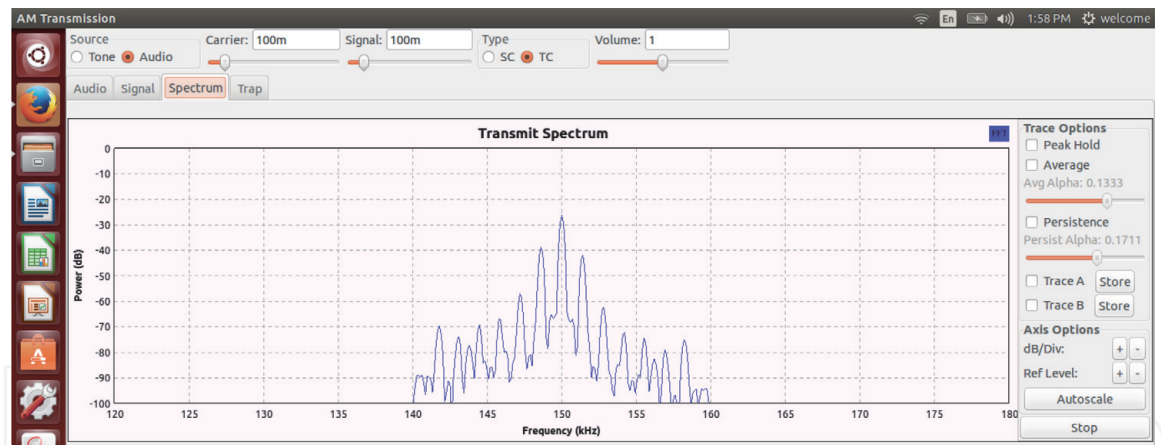 AM Transmission En 1:58 PM welcome
Source Carrier: 100m Signal: 100m Type Volume: 1
Tone Audio SC TC
Audio Signal Spectrum Trap
Transmit Spectrum
FFT
Power (dB)
0
-10
-20
-30
-40
-50
-60
-70
-80
-90
-100
120 125 130 135 140 145 150 155 160 165 170 175 180
Frequency (kHz)
Trace Options
Peak Hold
Average
Avg Alpha: 0.1333
Persistence
Persist Alpha: 0.1711
Trace A Store
Trace B Store
Axis Options
dB/Div: + -
Ref Level: + -
Autoscale
Stop